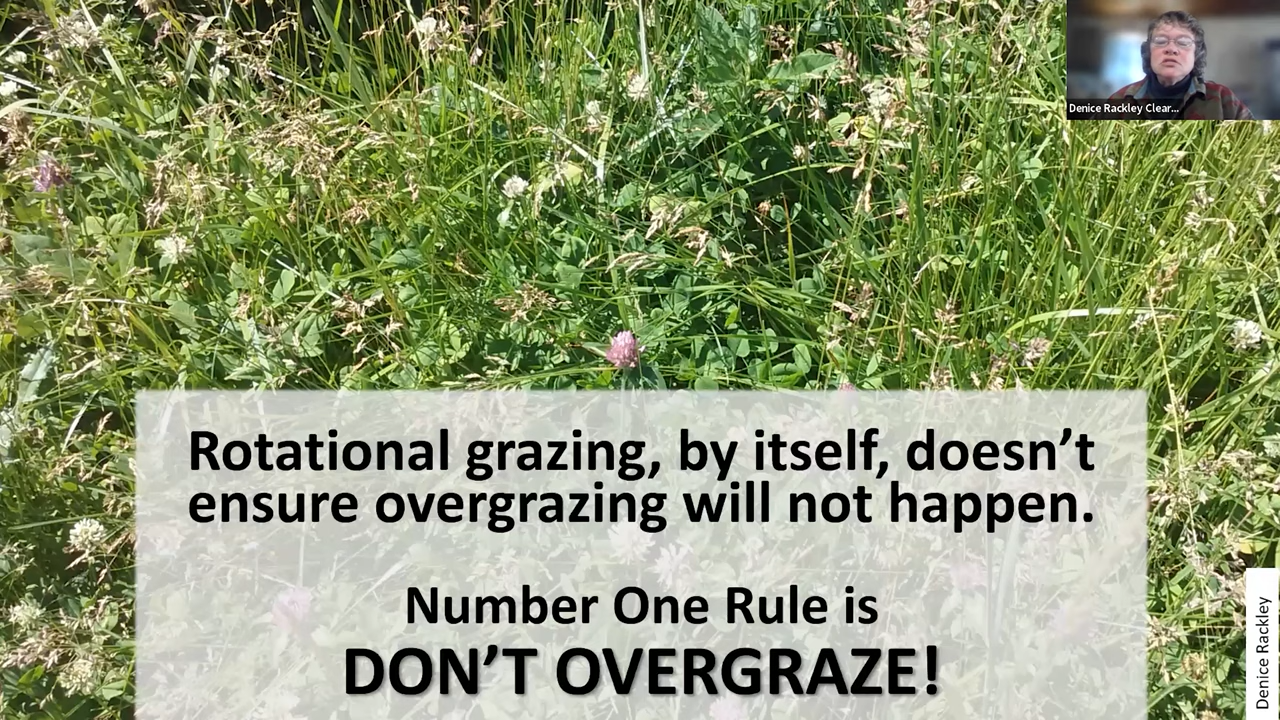 Denice Rackley Clear...
Rotational grazing, by itself, doesn’t
ensure overgrazing will not happen.
Number One Rule is
DON’T OVERGRAZE!
Denice Rackley